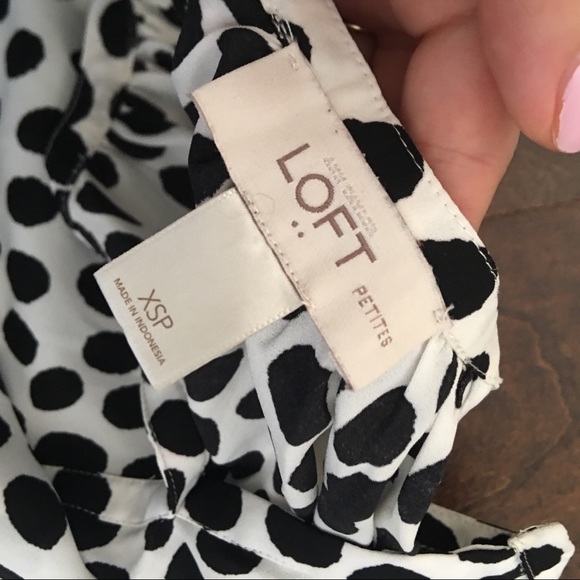 ANN TAYLOR
LOFT
PETITES
XSP
MADE IN INDONESIA